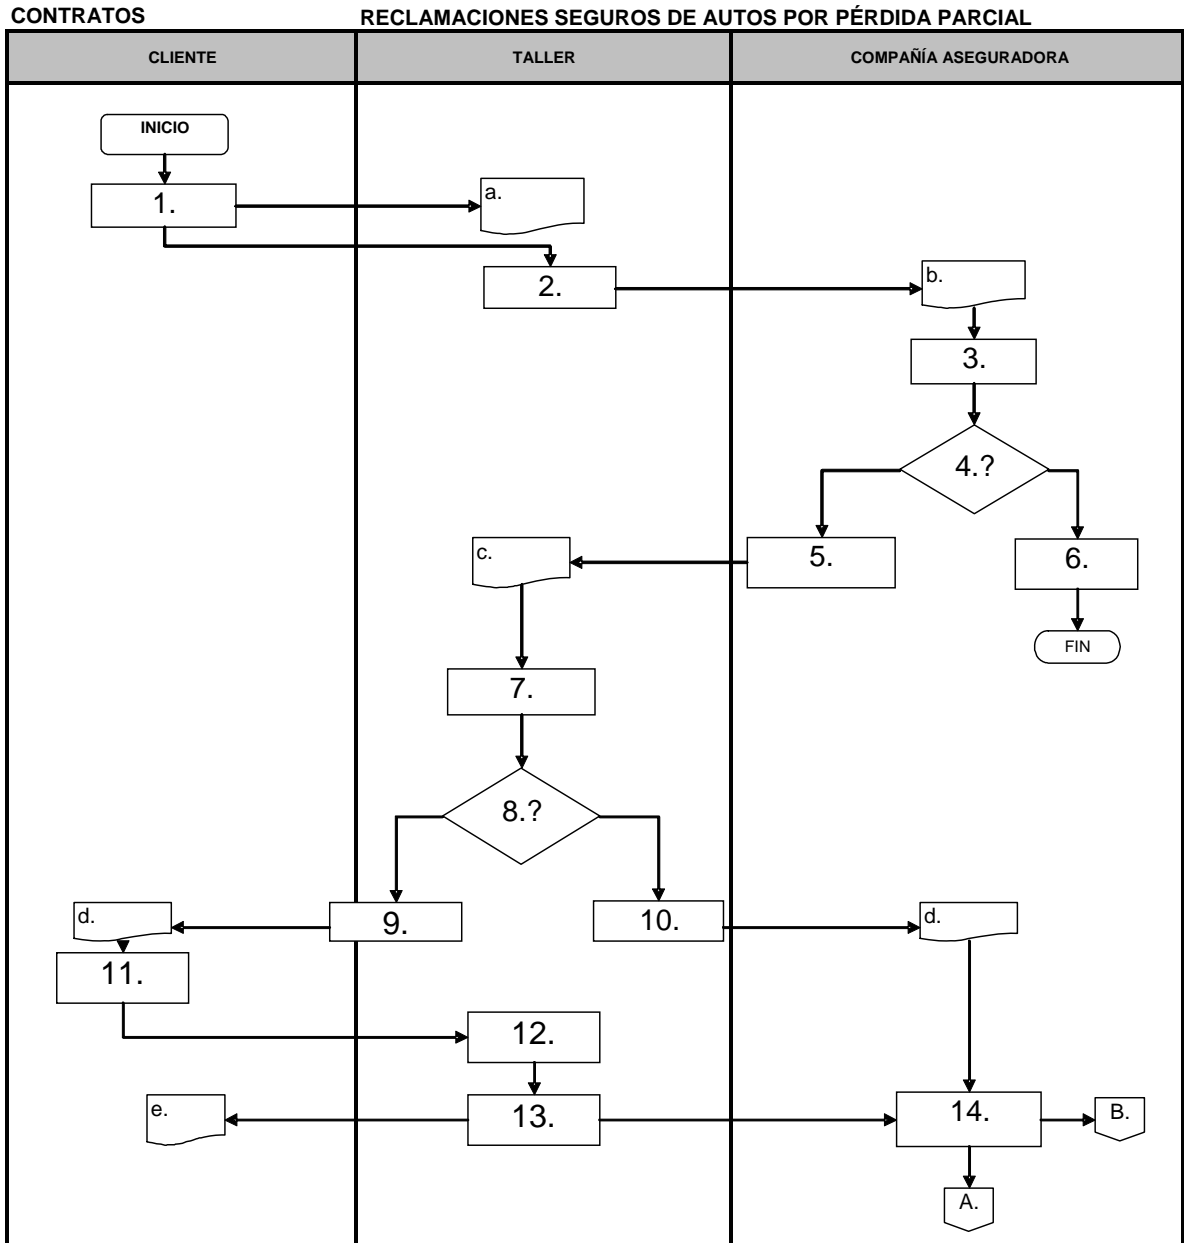 CONTRATOS RECLAMACIONES SEGUROS DE AUTOS POR PÉRDIDA PARCIAL
CLIENTE TALLER COMPAÑÍA ASEGURADORA
INICIO
1.
a.
2.
b.
3.
4.?
c.
5.
6.
FIN
7.
8.?
d.
9.
10.
d.
11.
12.
e.
13.
14.
B.
A.